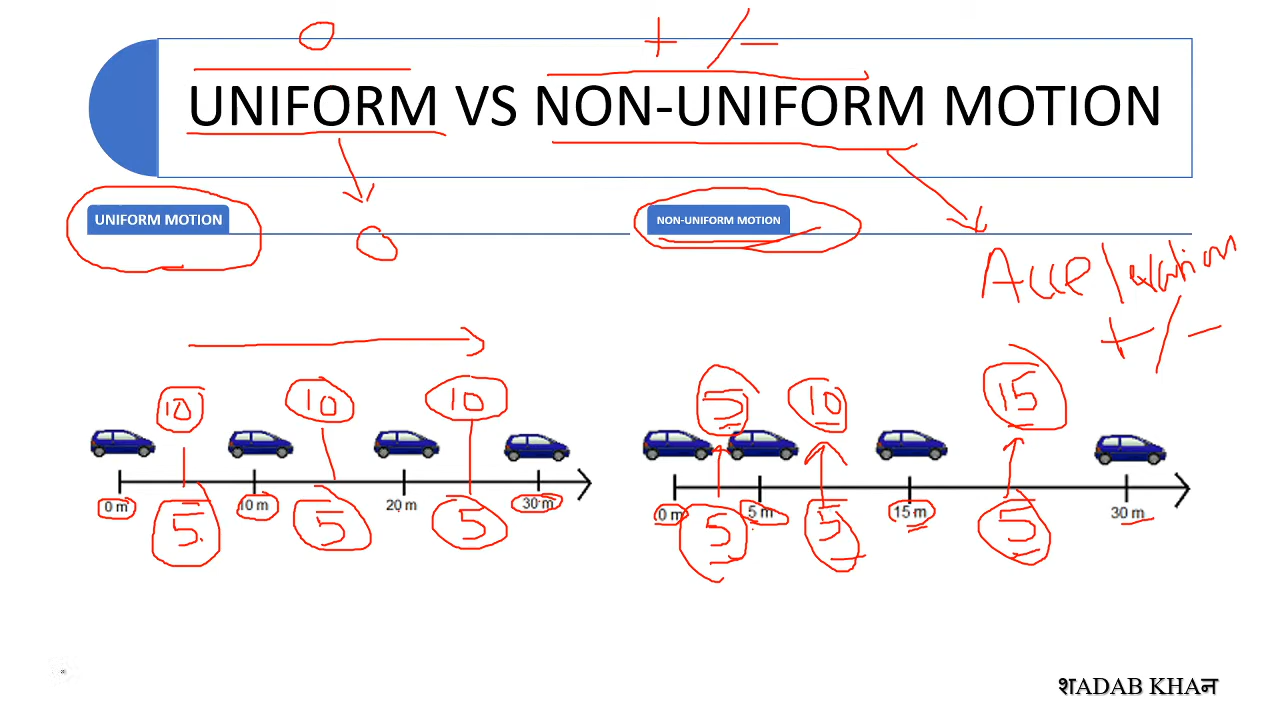 0 + / -
UNIFORM VS NON-UNIFORM MOTION
UNIFORM MOTION
NON-UNIFORM MOTION
0
Acceleration
+ / -
10 10 10
5 10 15
0 m 10 m 20 m 30 m
0 m 5 m 15 m 30 m
5 5 5
5 5 5
शADAB KHAन